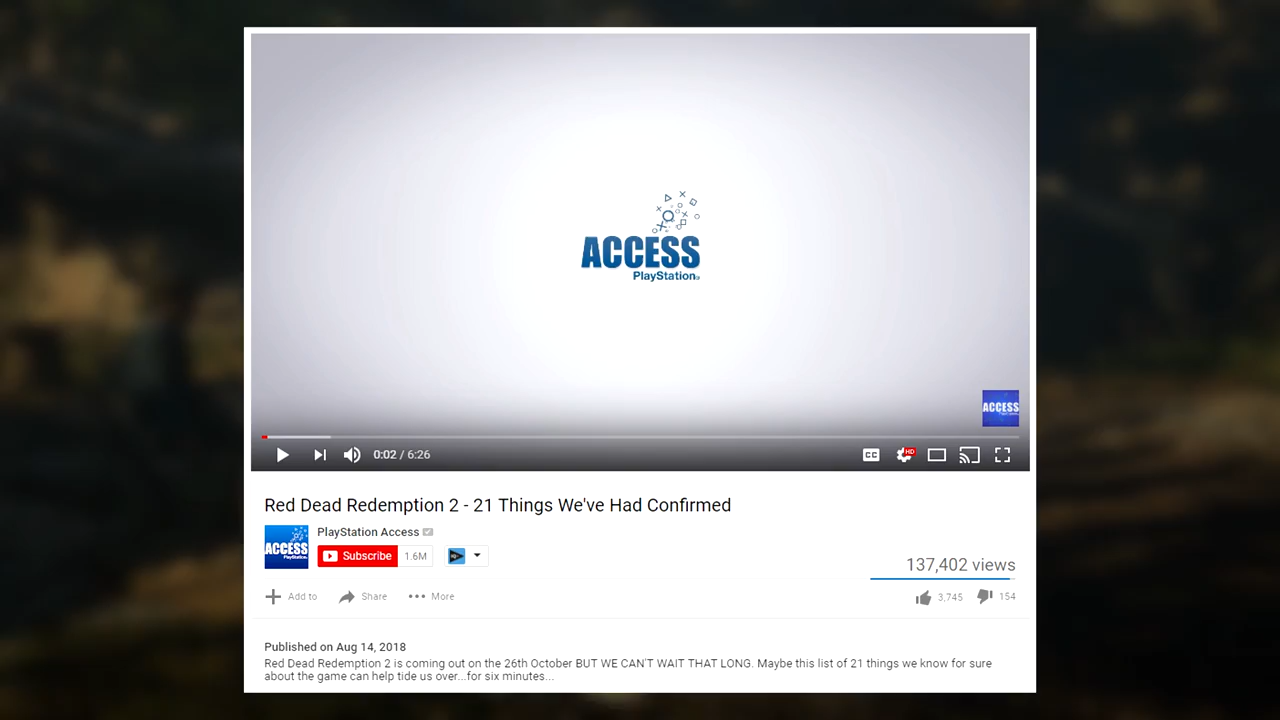 ACCESS
PlayStation
ACCESS
0:02 / 6:26
CC
HD
Red Dead Redemption 2 - 21 Things We've Had Confirmed
ACCESS
PlayStation
PlayStation Access
Subscribe 1.6M
137,402 views
Add to Share More
3,745 154
Published on Aug 14, 2018
Red Dead Redemption 2 is coming out on the 26th October BUT WE CAN'T WAIT THAT LONG. Maybe this list of 21 things we know for sure
about the game can help tide us over...for six minutes...